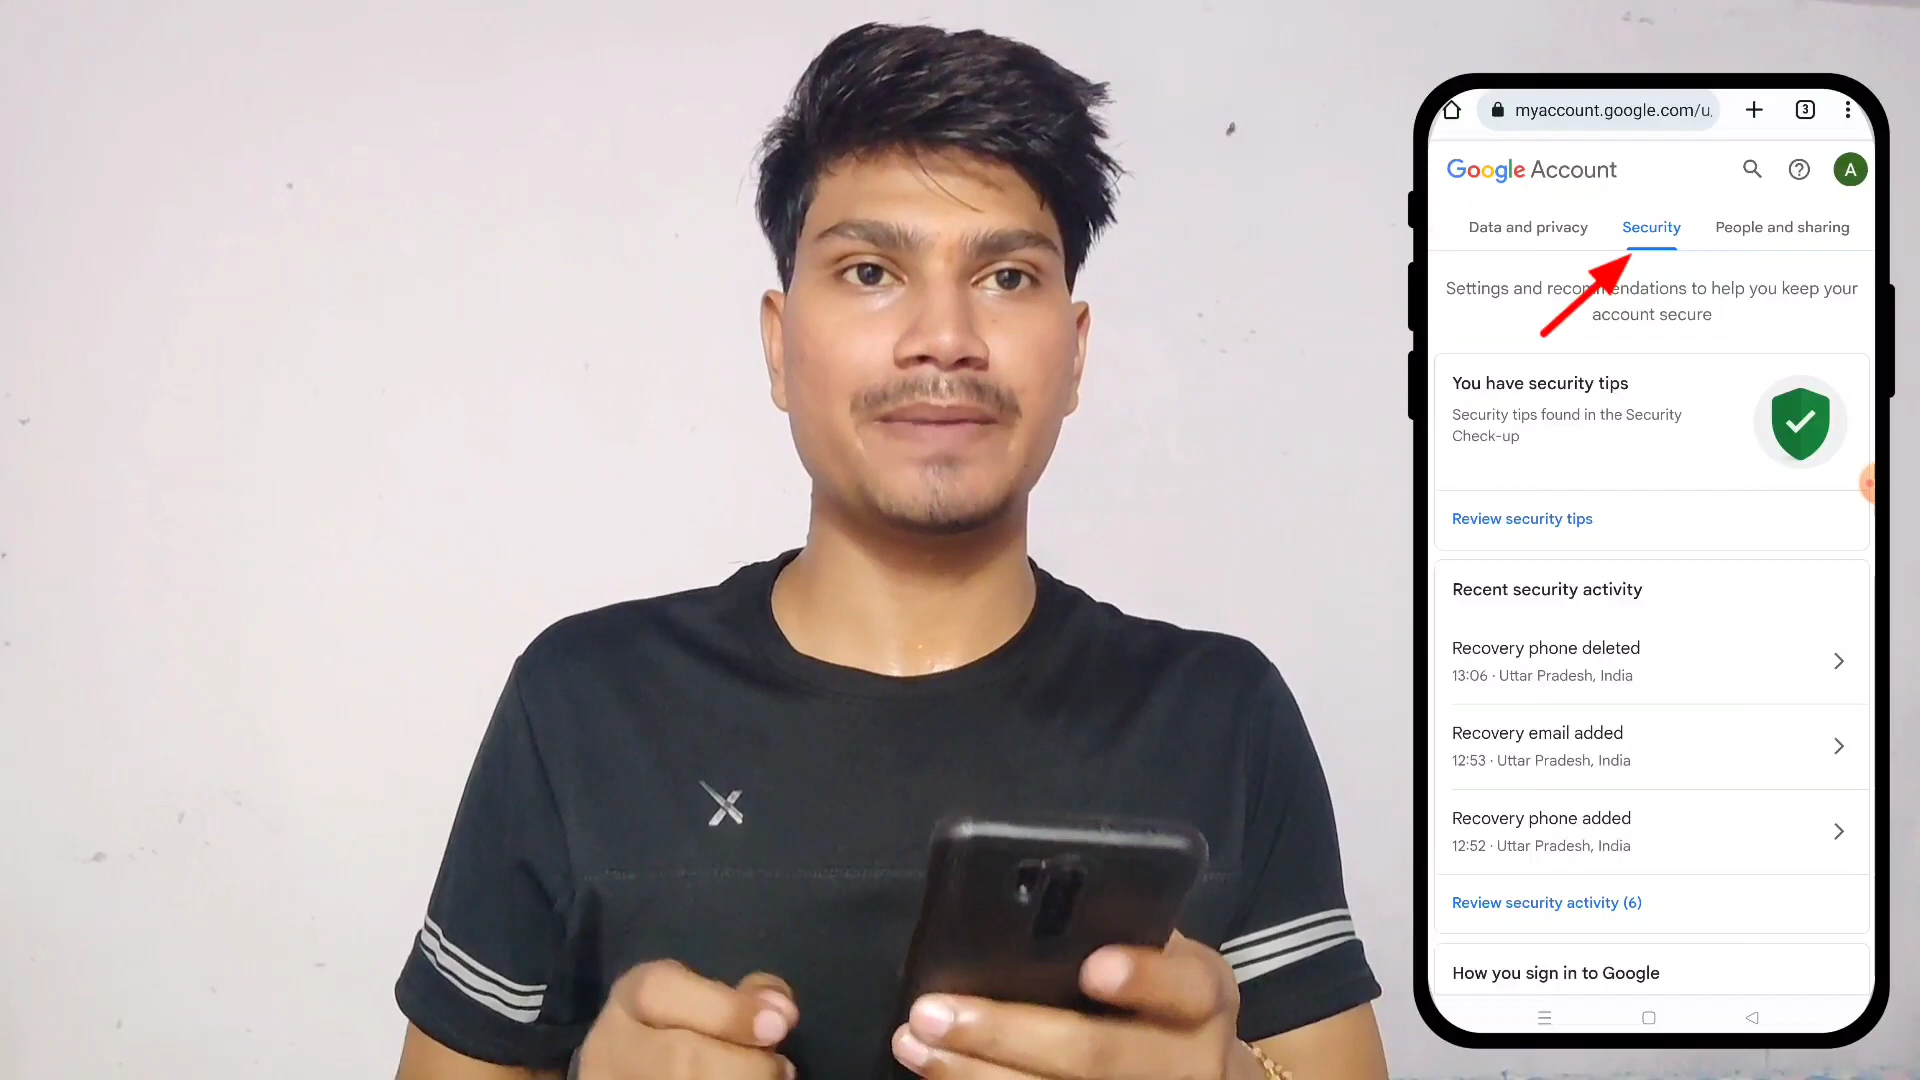 myaccount.google.com/u
3
Google Account
A
Data and privacy
Security
People and sharing
Settings and recommendations to help you keep your
account secure
You have security tips
Security tips found in the Security
Check-up
Review security tips
Recent security activity
Recovery phone deleted
13:06 · Uttar Pradesh, India
Recovery email added
12:53 · Uttar Pradesh, India
Recovery phone added
12:52 · Uttar Pradesh, India
Review security activity (6)
How you sign in to Google